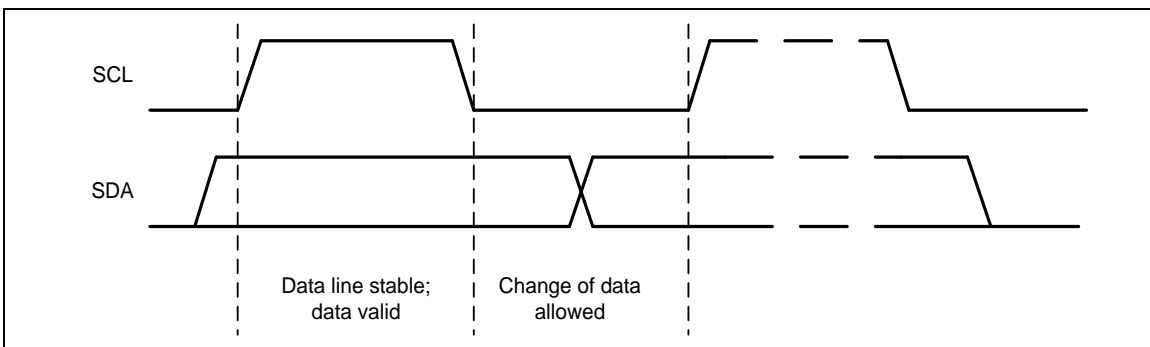 SCL
SDA
Data line stable;
data valid
Change of data
allowed